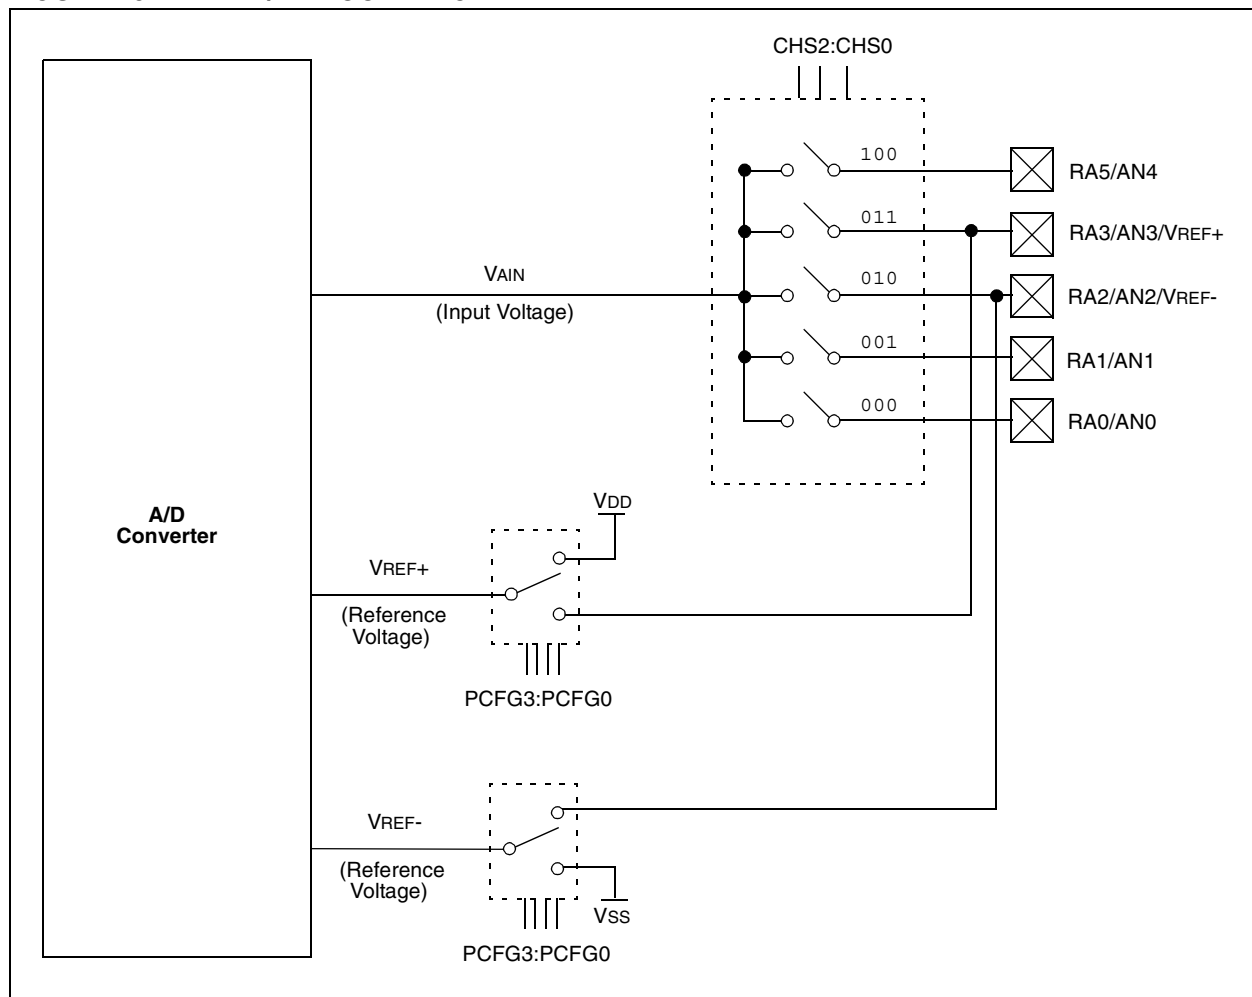 CHS2:CHS0
100
RA5/AN4
011
RA3/AN3/VREF+
VAIN
(Input Voltage)
010
RA2/AN2/VREF-
001
RA1/AN1
000
RA0/AN0
VDD
A/D
Converter
VREF+
(Reference
Voltage)
PCFG3:PCFG0
VREF-
(Reference
Voltage)
VSS
PCFG3:PCFG0